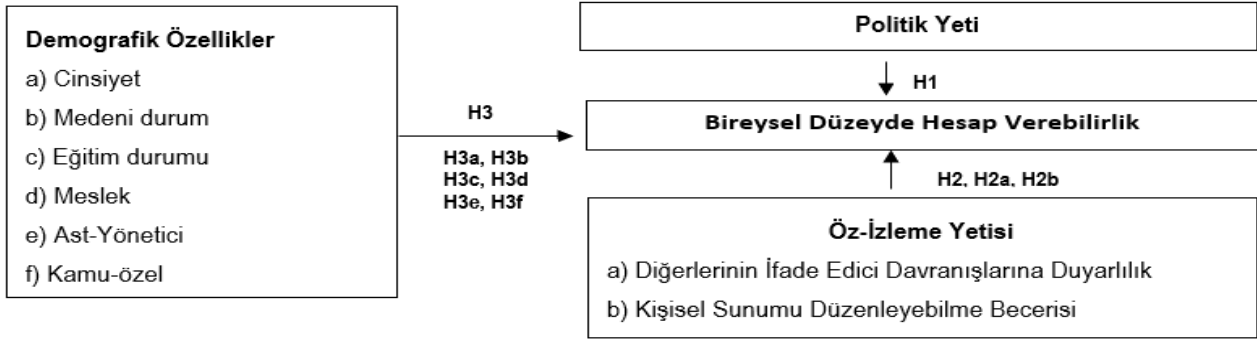 Demografik Özellikler
a) Cinsiyet
b) Medeni durum
c) Eğitim durumu
d) Meslek
e) Ast-Yönetici
f) Kamu-özel
H3
H3a, H3b
H3c, H3d
H3e, H3f
Politik Yeti
H1
Bireysel Düzeyde Hesap Verebilirlik
H2, H2a, H2b
Öz-İzleme Yetisi
a) Diğerlerinin İfade Edici Davranışlarına Duyarlılık
b) Kişisel Sunumu Düzenleyebilme Becerisi